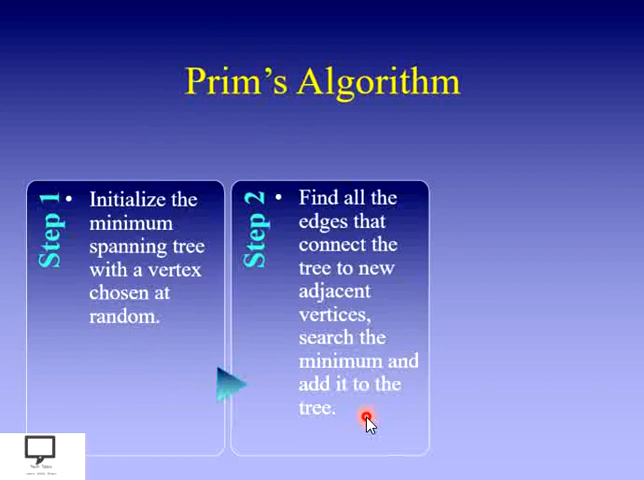 Prim's Algorithm
Step 1
• Initialize the
minimum
spanning tree
with a vertex
chosen at
random.
Step 2
• Find all the
edges that
connect the
tree to new
adjacent
vertices,
search the
minimum and
add it to the
tree.